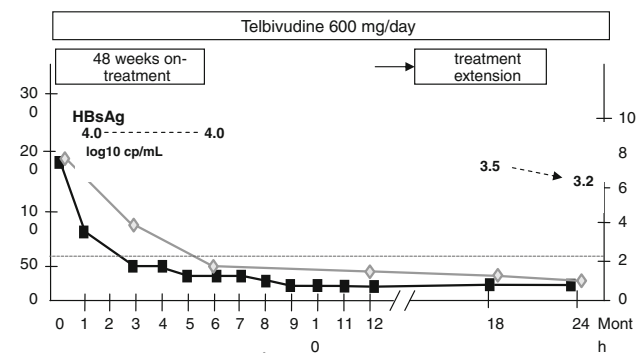 Telbivudine 600 mg/day
48 weeks on-
treatment
treatment
extension
30
0
HBsAg
4.0
4.0
log10 cp/mL
10
20
0
8
3.5
3.2
6
10
0
4
2
50
0
0
0 1 2 3 4 5 6 7 8 9 1 11 12 18 24 Mont
0
h